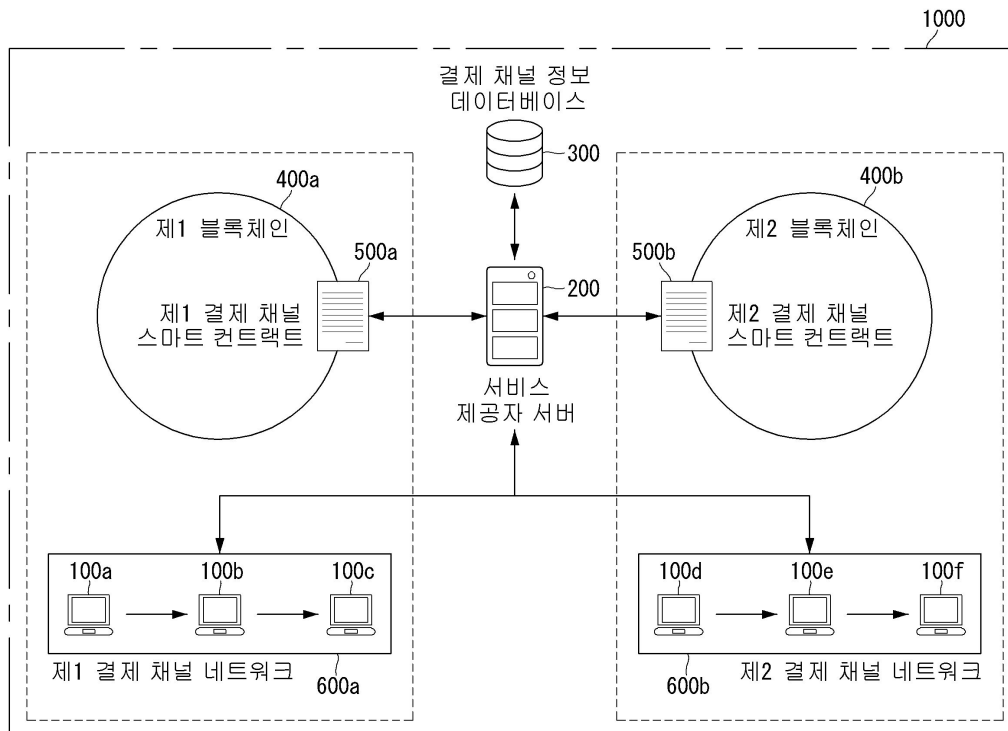 1000
결제 채널 정보
데이터베이스
300
400a
제1 블록체인
500a
제1 결제 채널
스마트 컨트랙트
200
서비스
제공자 서버
400b
제2 블록체인
500b
제2 결제 채널
스마트 컨트랙트
100a
100b
100c
제1 결제 채널 네트워크
600a
100d
100e
100f
600b
제2 결제 채널 네트워크